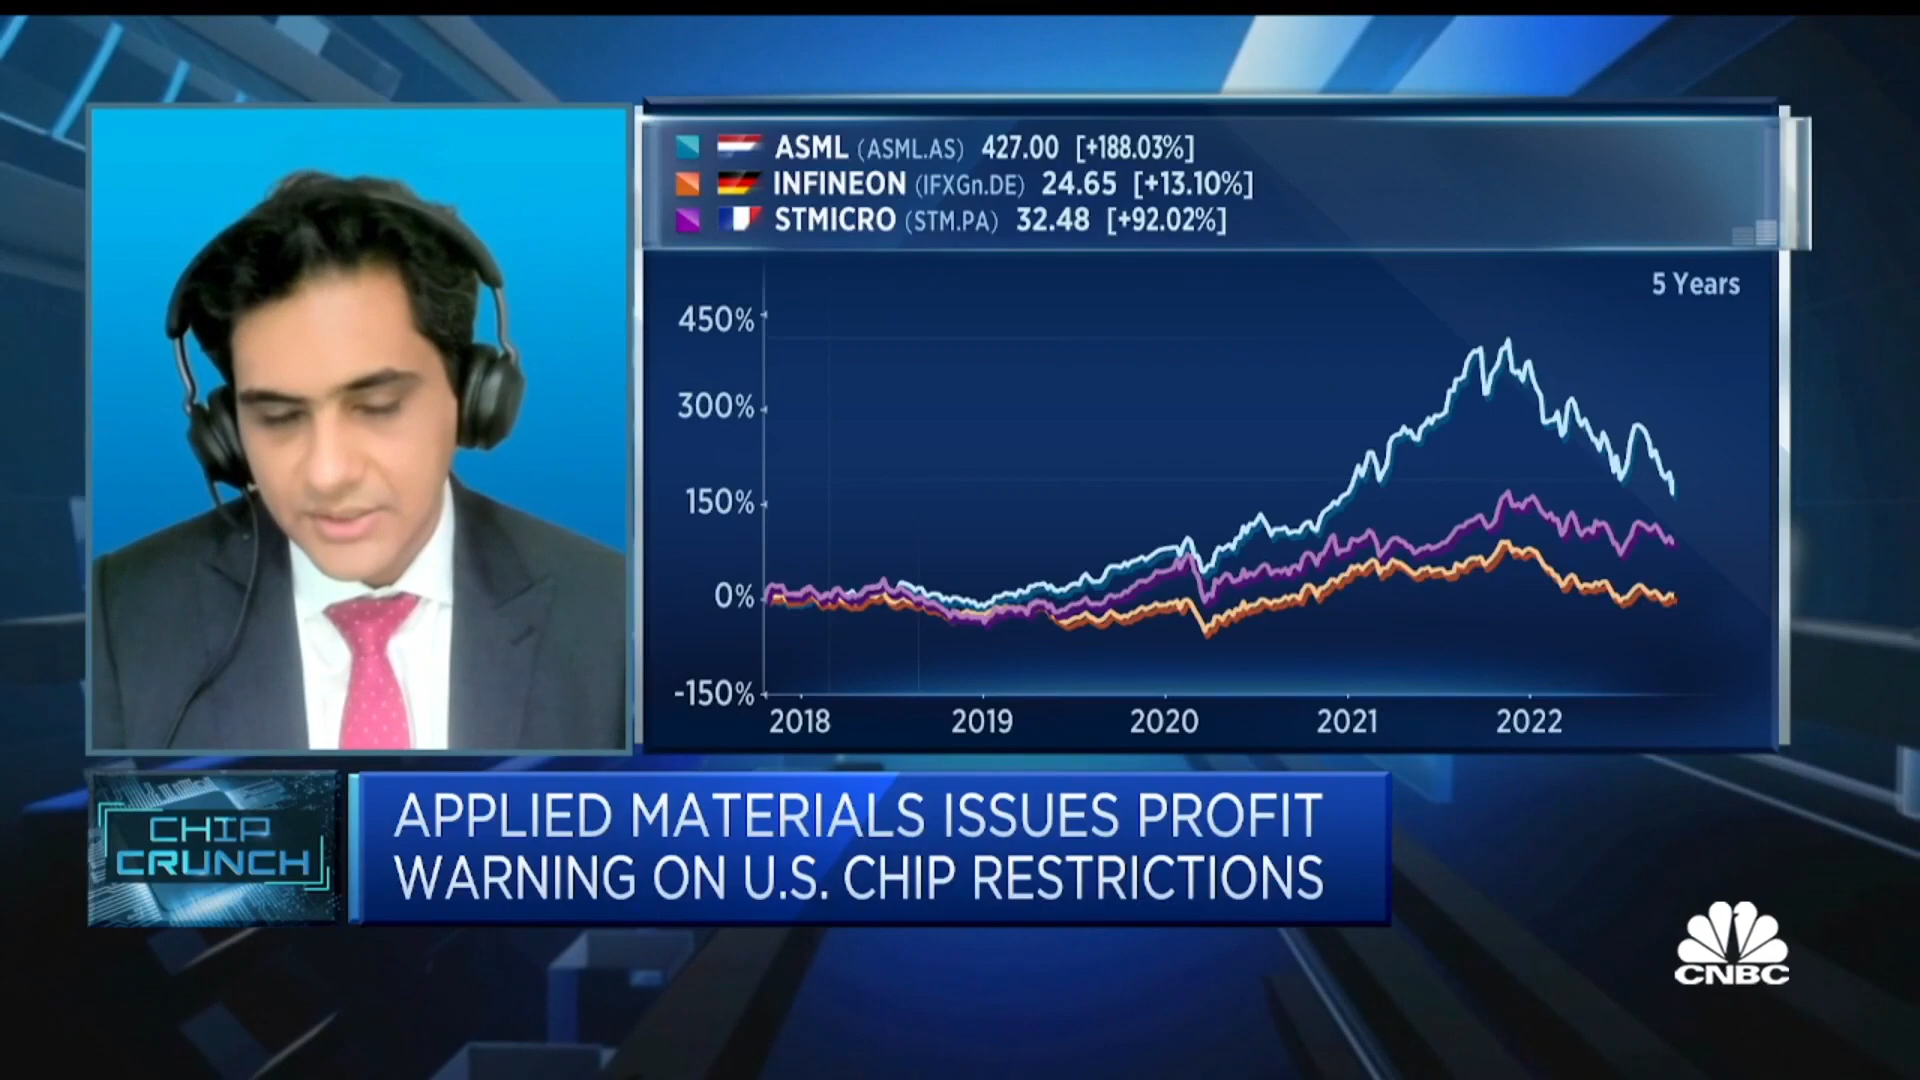 ASML (ASML.AS) 427.00 [+188.03%]
INFINEON (IFXGn.DE) 24.65 [+13.10%]
STMICRO (STM.PA) 32.48 [+92.02%]
5 Years
450%
300%
150%
0%
-150%
2018 2019 2020 2021 2022
CHIP
CRUNCH
APPLIED MATERIALS ISSUES PROFIT
WARNING ON U.S. CHIP RESTRICTIONS
CNBC